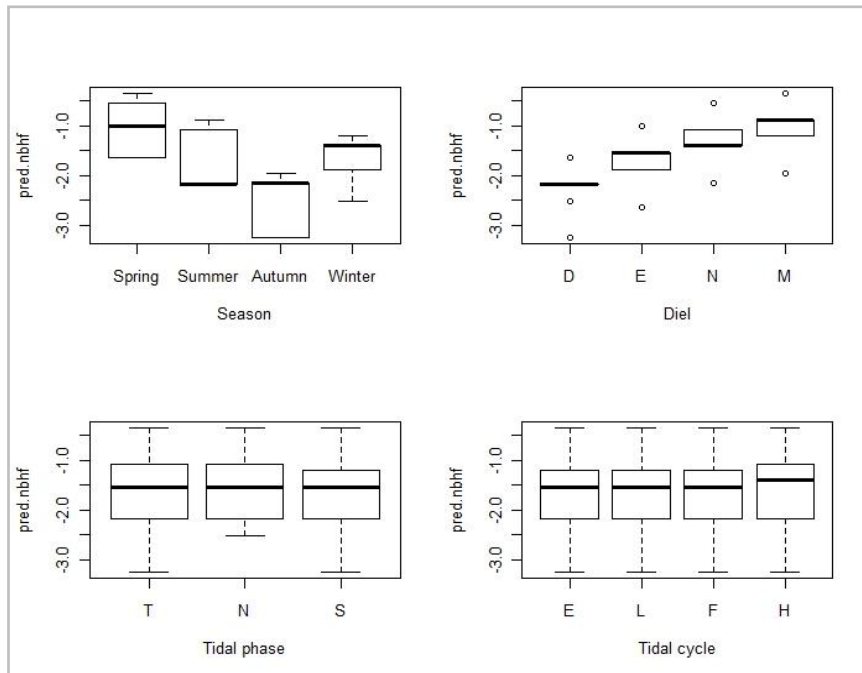 pred.nbhf
-1.0
-2.0
-3.0
Spring Summer Autumn Winter
Season
pred.nbhf
-1.0
-2.0
-3.0
D E N M
Diel
pred.nbhf
-1.0
-2.0
-3.0
T N S
Tidal phase
pred.nbhf
-1.0
-2.0
-3.0
E L F H
Tidal cycle